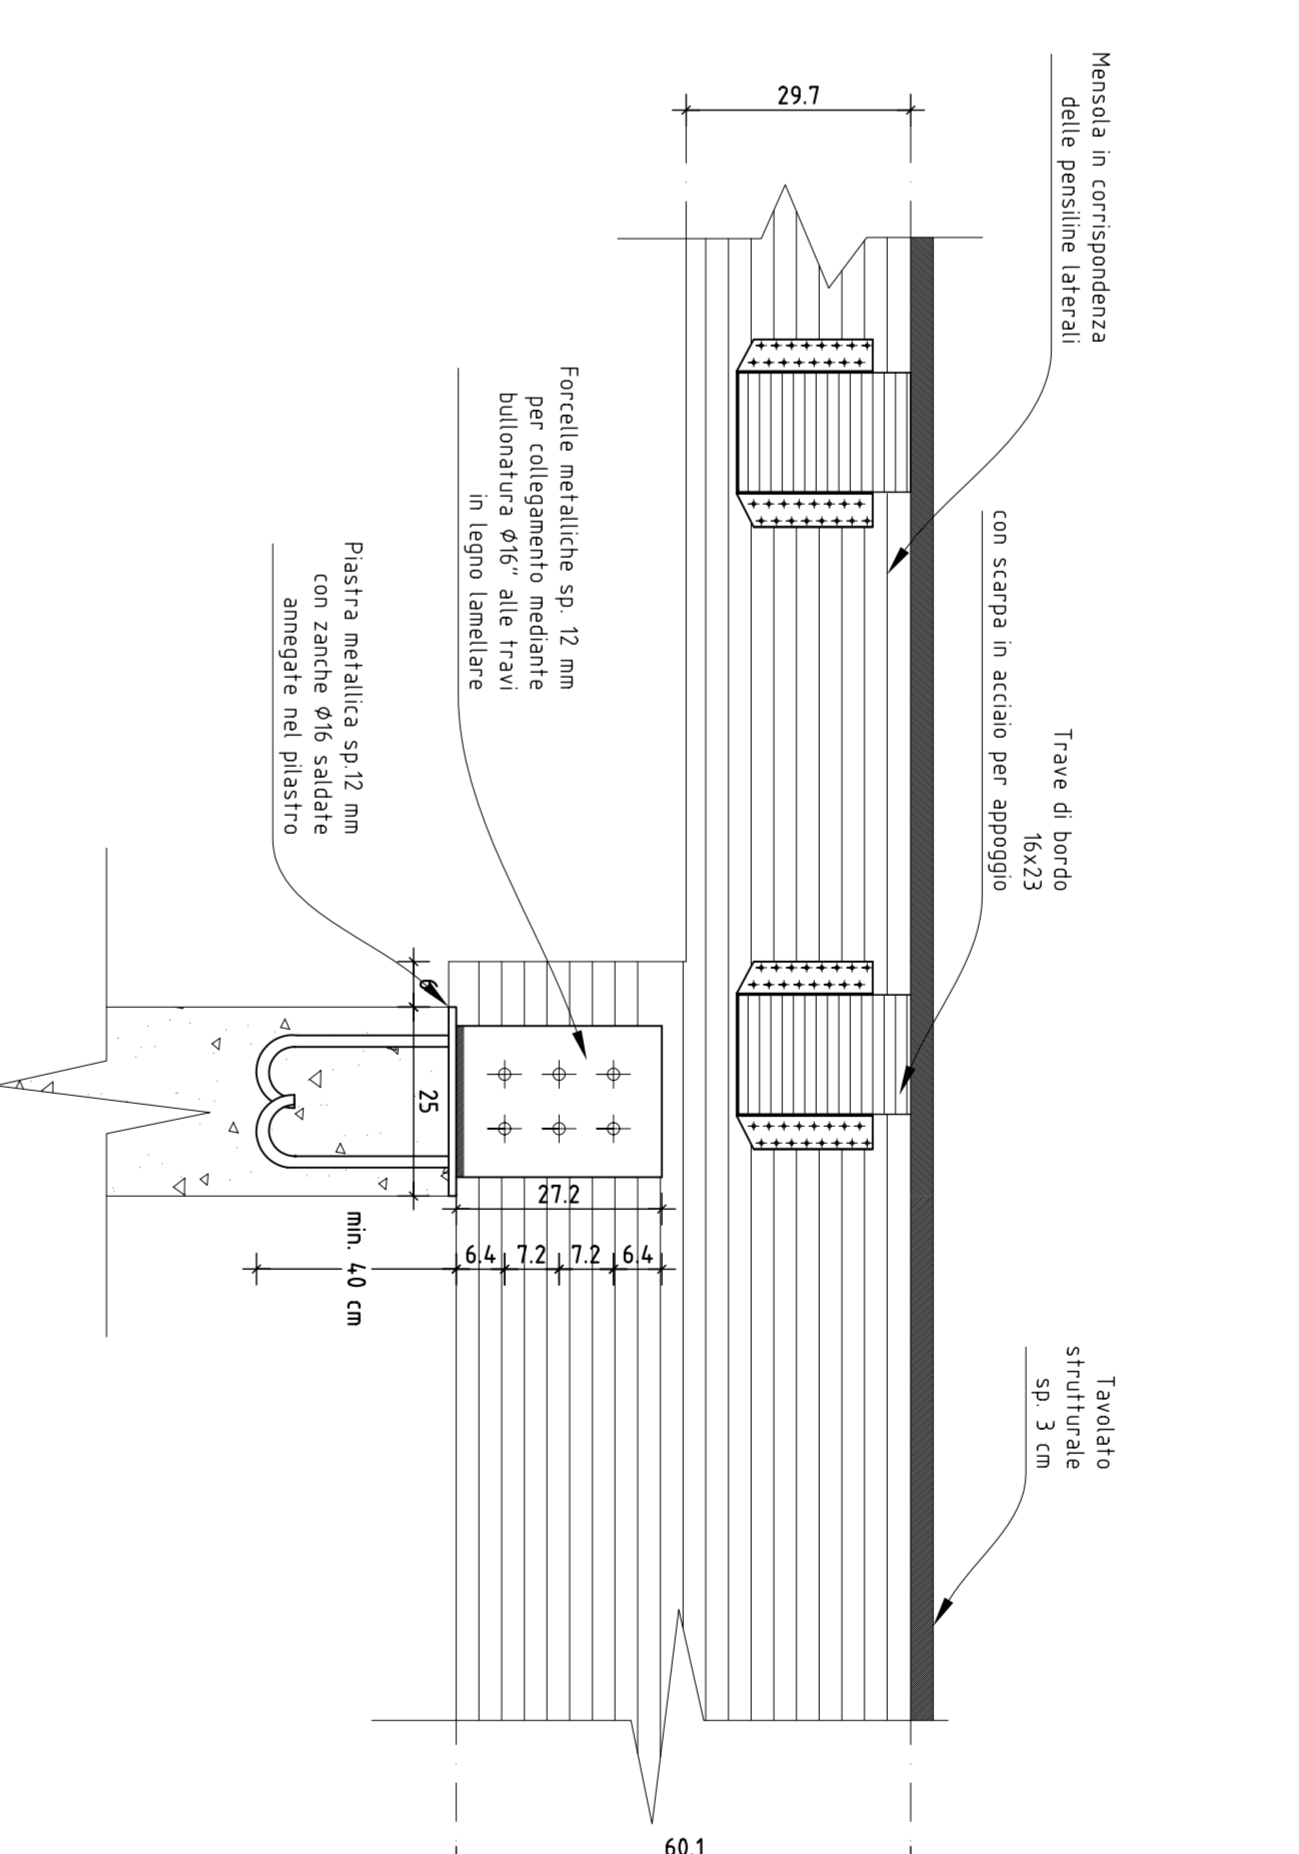 Mensola in corrispondenza
delle pensiline laterali
Trave di bordo
16x23
con scarpa in acciaio per appoggio
Tavolato
strutturale
sp. 3 cm
29.7
Forcelle metalliche sp. 12 mm
per collegamento mediante
bullonatura Ø16" alle travi
in legno lamellare
Piastra metallica sp.12 mm
con zanche Ø16 saldate
annegate nel pilastro
6
25
27.2
6.4
7.2
7.2
6.4
min. 40 cm
60.1